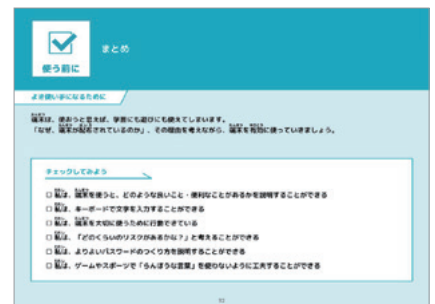 まとめ
使う前に
よき使い手になるために
端末は、使おうと思えば、学習にも遊びにも使えてしまいます。
「なぜ、端末が配布されているのか」、その理由を考えながら、端末を有効に使っていきましょう。
チェックしてみよう
□ 私は、端末を使うと、どのような良いこと・便利なことがあるかを説明することができる
□ 私は、キーボードで文字を入力することができる
□ 私は、端末を大切に使うために行動できている
□ 私は、「どのくらいのリスクがあるかな？」と考えることができる
□ 私は、よりよいパスワードのつくり方を説明することができる
□ 私は、ゲームやスポーツで「らんぼうな言葉」を使わないように工夫することができる